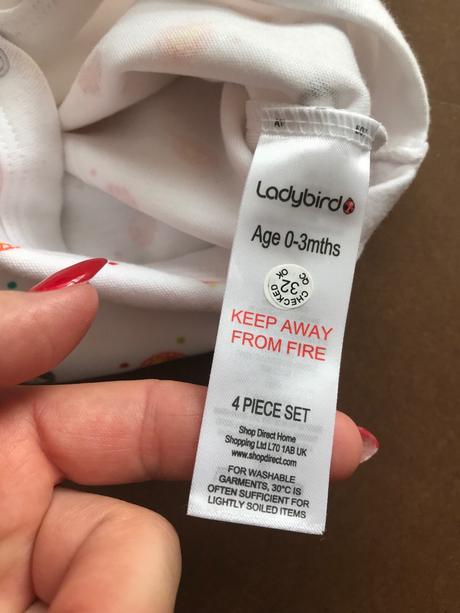 Ladybird
Age 0-3mths
CHECKED
32
OK
QC
KEEP AWAY
FROM FIRE
4 PIECE SET
Shop Direct Home
Shopping Ltd L70 1AB UK
www.shopdirect.com
FOR WASHABLE
GARMENTS, 30°C IS
OFTEN SUFFICIENT FOR
LIGHTLY SOILED ITEMS